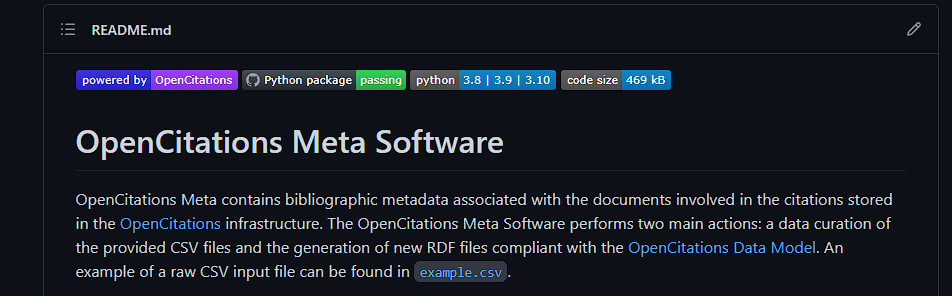 README.md
powered by OpenCitations Python package passing python 3.8 | 3.9 | 3.10 code size 469 kB
OpenCitations Meta Software
OpenCitations Meta contains bibliographic metadata associated with the documents involved in the citations stored
in the OpenCitations infrastructure. The OpenCitations Meta Software performs two main actions: a data curation
of the provided CSV files and the generation of new RDF files compliant with the OpenCitations Data Model. An
example of a raw CSV input file can be found in example.csv.